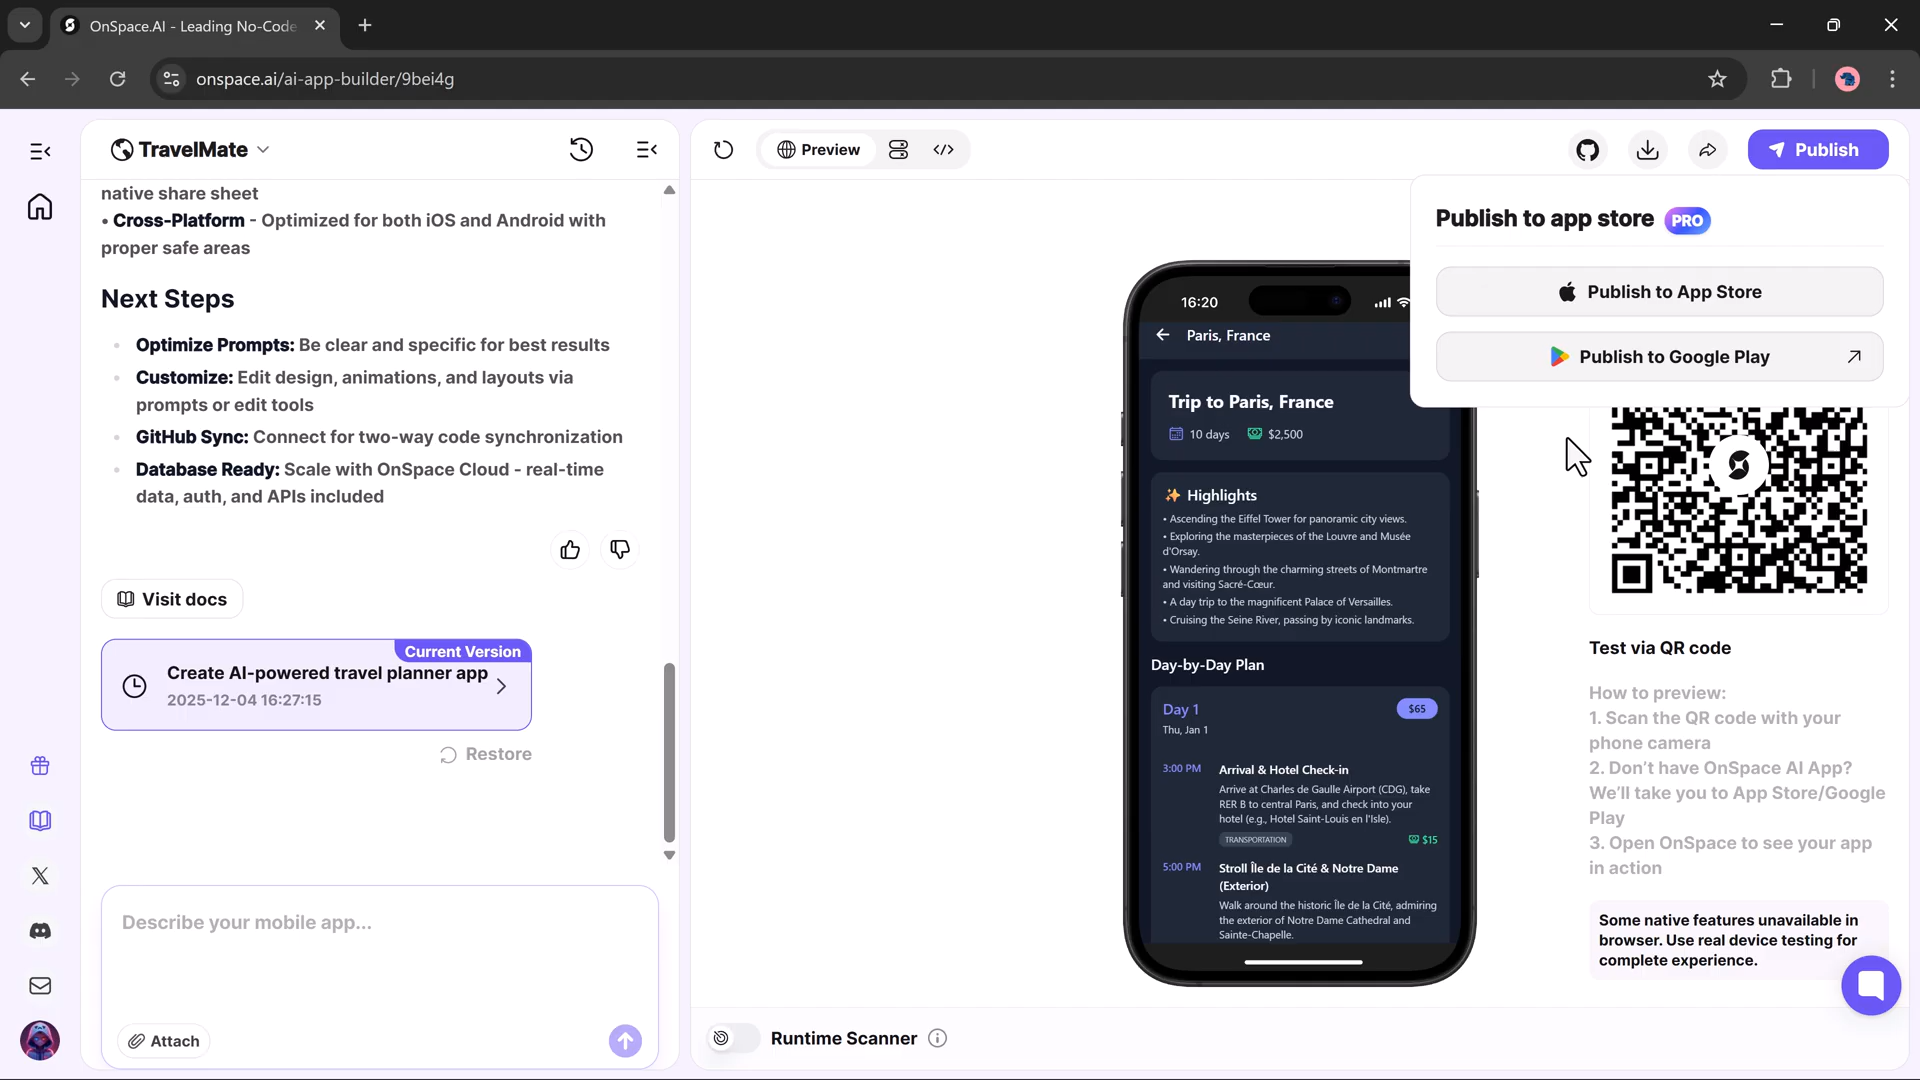 OnSpace.AI - Leading No-Code
onspace.ai/ai-app-builder/9bei4g
TravelMate
Preview
Publish
native share sheet
• Cross-Platform - Optimized for both iOS and Android with
proper safe areas
Next Steps
Optimize Prompts: Be clear and specific for best results
Customize: Edit design, animations, and layouts via
prompts or edit tools
GitHub Sync: Connect for two-way code synchronization
Database Ready: Scale with OnSpace Cloud - real-time
data, auth, and APIs included
Visit docs
Current Version
Create AI-powered travel planner app
2025-12-04 16:27:15
Restore
Describe your mobile app...
Attach
16:20
Paris, France
Trip to Paris, France
10 days $2,500
✨ Highlights
• Ascending the Eiffel Tower for panoramic city views.
• Exploring the masterpieces of the Louvre and Musée
d'Orsay.
• Wandering through the charming streets of Montmartre
and visiting Sacré-Cœur.
• A day trip to the magnificent Palace of Versailles.
• Cruising the Seine River, passing by iconic landmarks.
Day-by-Day Plan
Day 1 $65
Thu, Jan 1
3:00 PM Arrival & Hotel Check-in
Arrive at Charles de Gaulle Airport (CDG), take
RER B to central Paris, and check into your
hotel (e.g., Hotel Saint-Louis en l'Isle).
TRANSPORTATION $15
5:00 PM Stroll Île de la Cité & Notre Dame
(Exterior)
Walk around the historic Île de la Cité, admiring
the exterior of Notre Dame Cathedral and
Sainte-Chapelle.
Publish to app store PRO
Publish to App Store
Publish to Google Play
Test via QR code
How to preview:
1. Scan the QR code with your
phone camera
2. Don’t have OnSpace AI App?
We’ll take you to App Store/Google
Play
3. Open OnSpace to see your app
in action
Some native features unavailable in
browser. Use real device testing for
complete experience.
Runtime Scanner